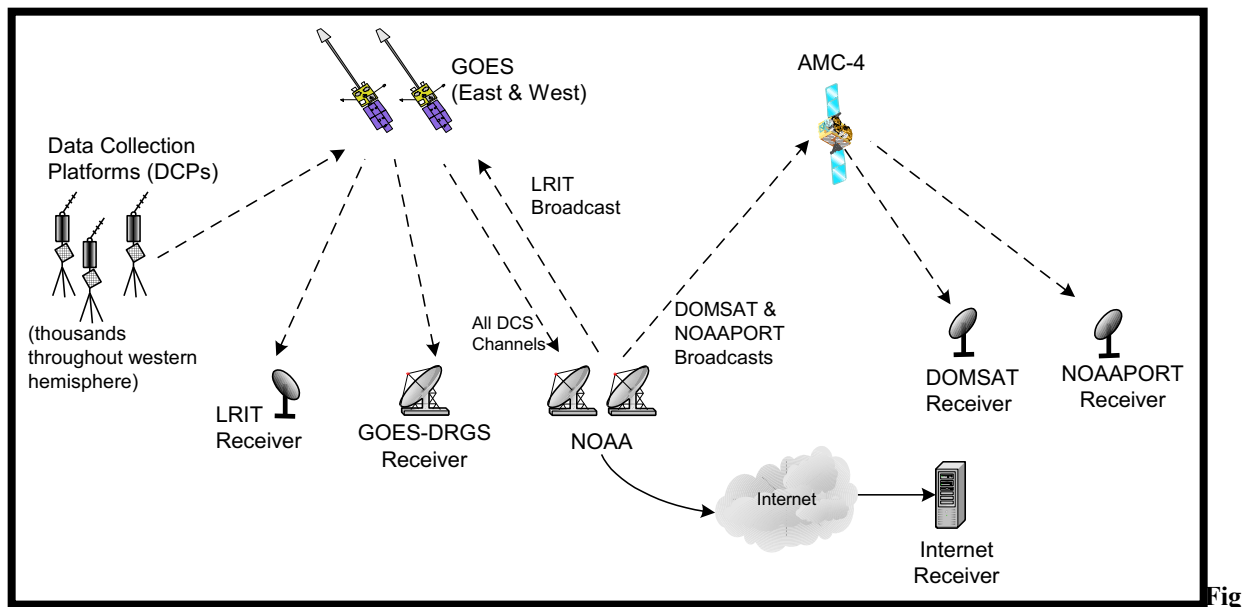 GOES
(East & West)
AMC-4
Data Collection
Platforms (DCPs)
LRIT
Broadcast
(thousands
throughout western
hemisphere)
All DCS
Channels
DOMSAT &
NOAAPORT
Broadcasts
LRIT
Receiver
GOES-DRGS
Receiver
NOAA
DOMSAT
Receiver
NOAAPORT
Receiver
Internet
Internet
Receiver
Fig